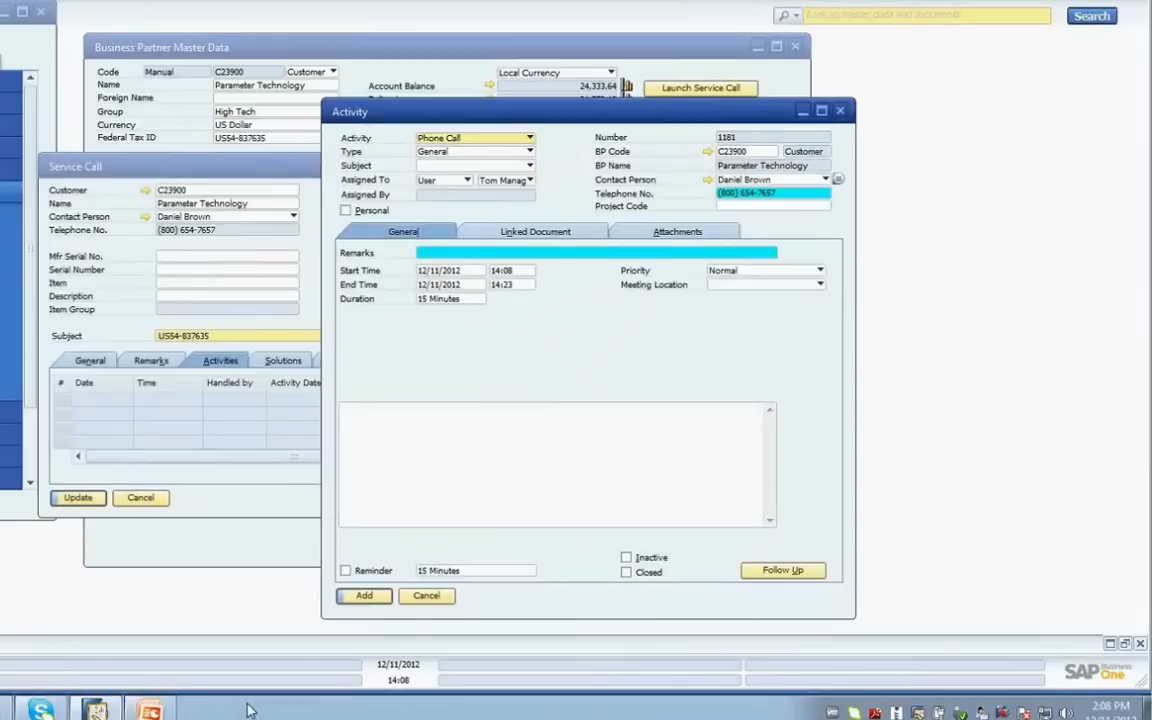 Look up master data and documents
Search
Business Partner Master Data
Code Manual C23900 Customer
Name Parameter Technology
Foreign Name
Group High Tech
Currency US Dollar
Federal Tax ID US54-837635
Local Currency
Account Balance 24,333.64
Launch Service Call
Service Call
Customer C23900
Name Parameter Technology
Contact Person Daniel Brown
Telephone No. (800) 654-7657
Mfr Serial No.
Serial Number
Item
Description
Item Group
Subject US54-837635
General Remarks Activities Solutions
# Date Time Handled by Activity Date
Update Cancel
Activity
Activity Phone Call
Type General
Subject
Assigned To User Tom Manag
Assigned By
Personal
Number 1181
BP Code C23900 Customer
BP Name Parameter Technology
Contact Person Daniel Brown
Telephone No. (800) 654-7657
Project Code
General Linked Document Attachments
Remarks
Start Time 12/11/2012 14:08
End Time 12/11/2012 14:23
Duration 15 Minutes
Priority Normal
Meeting Location
Inactive
Reminder 15 Minutes
Closed
Follow Up
Add Cancel
12/11/2012
14:08
SAP Business One
2:08 PM